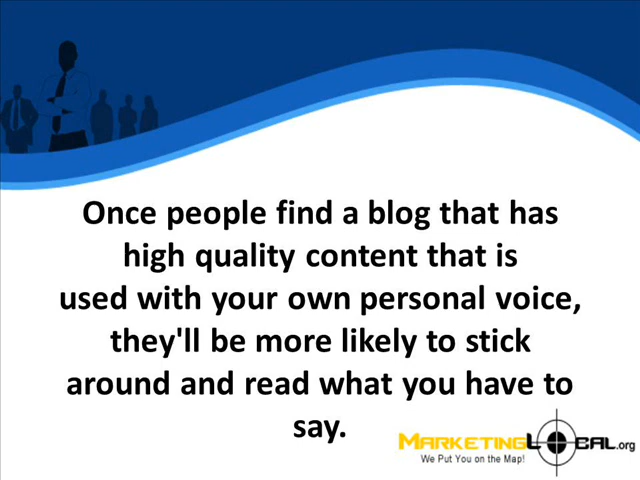 Once people find a blog that has
high quality content that is
used with your own personal voice,
they'll be more likely to stick
around and read what you have to
say.
MarketingLocal.org
We Put You on the Map!